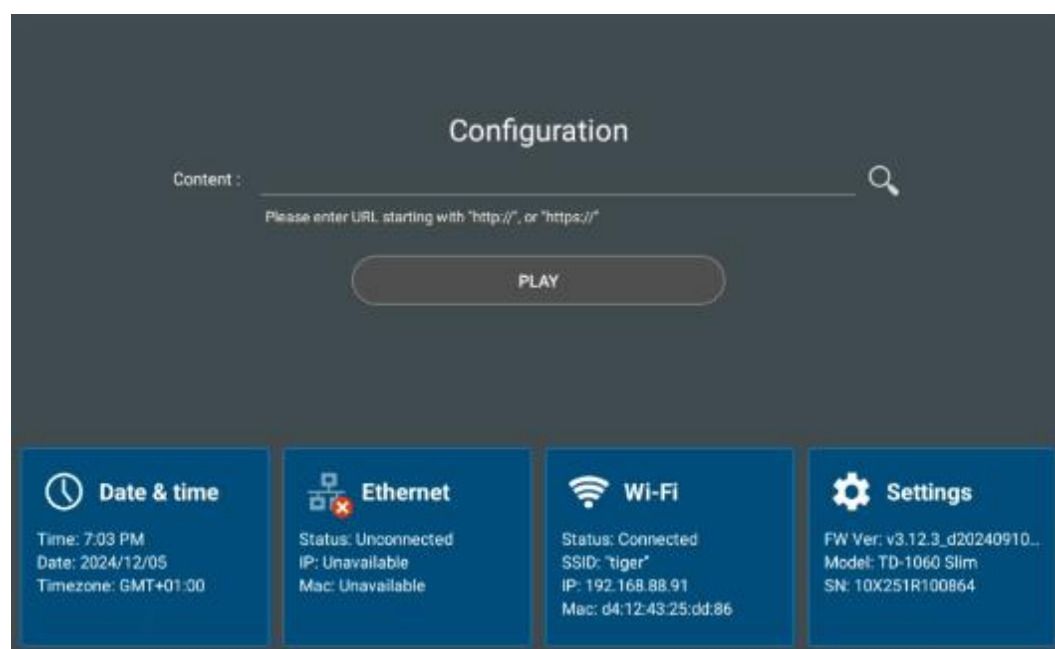 Configuration
Content :
Please enter URL starting with "http://", or "https://"
PLAY
Date & time
Time: 7:03 PM
Date: 2024/12/05
Timezone: GMT+01:00
Ethernet
Status: Unconnected
IP: Unavailable
Mac: Unavailable
Wi-Fi
Status: Connected
SSID: "tiger"
IP: 192.168.88.91
Mac: d4:12:43:25:dd:86
Settings
FW Ver: v3.12.3_d20240910...
Model: TD-1060 Slim
SN: 10X251R100864